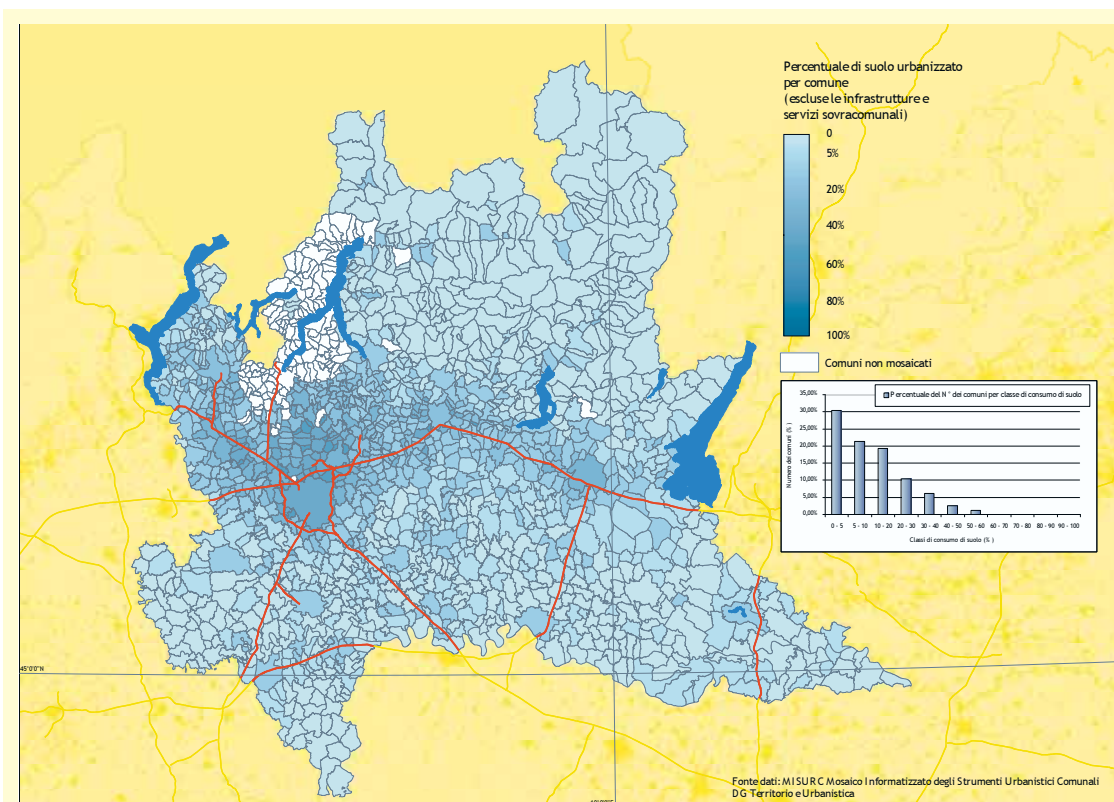 Percentuale di suolo urbanizzato
per comune
(escluse le infrastrutture e
servizi sovracomunali)
0
5%
20%
40%
60%
80%
100%
Comuni non mosaicati
Percentuale del N° dei comuni per classe di consumo di suolo
Numero dei comuni (%)
35,00%
30,00%
25,00%
20,00%
15,00%
10,00%
5,00%
0,00%
0 - 5 5 - 10 10 - 20 20 - 30 30 - 40 40 - 50 50 - 60 60 - 70 70 - 80 80 - 90 90 - 100
Classi di consumo di suolo (%)
45°0'0"N
Fonte dati: MISURC Mosaico Informatizzato degli Strumenti Urbanistici Comunali
DG Territorio e Urbanistica